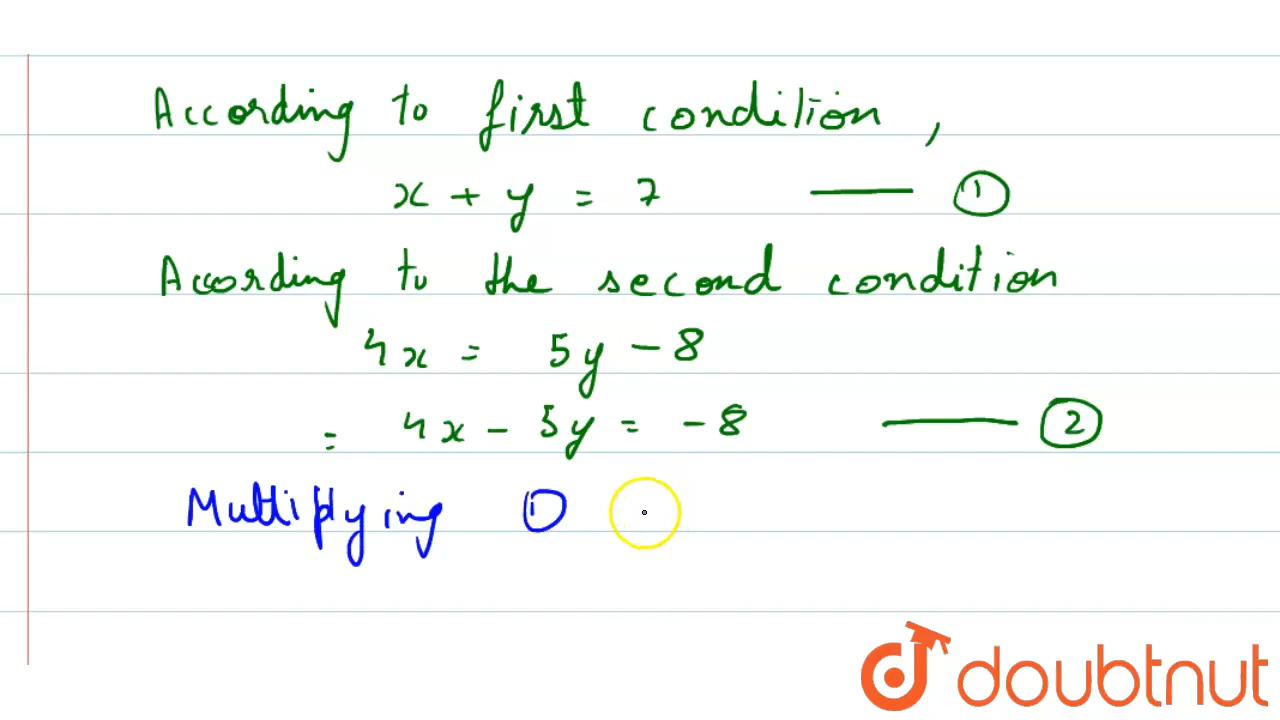 According to first condition,
x + y = 7 —— ①
According to the second condition
4x = 5y - 8
= 4x - 5y = -8 —— ②
Multiplying ①
doubtnut